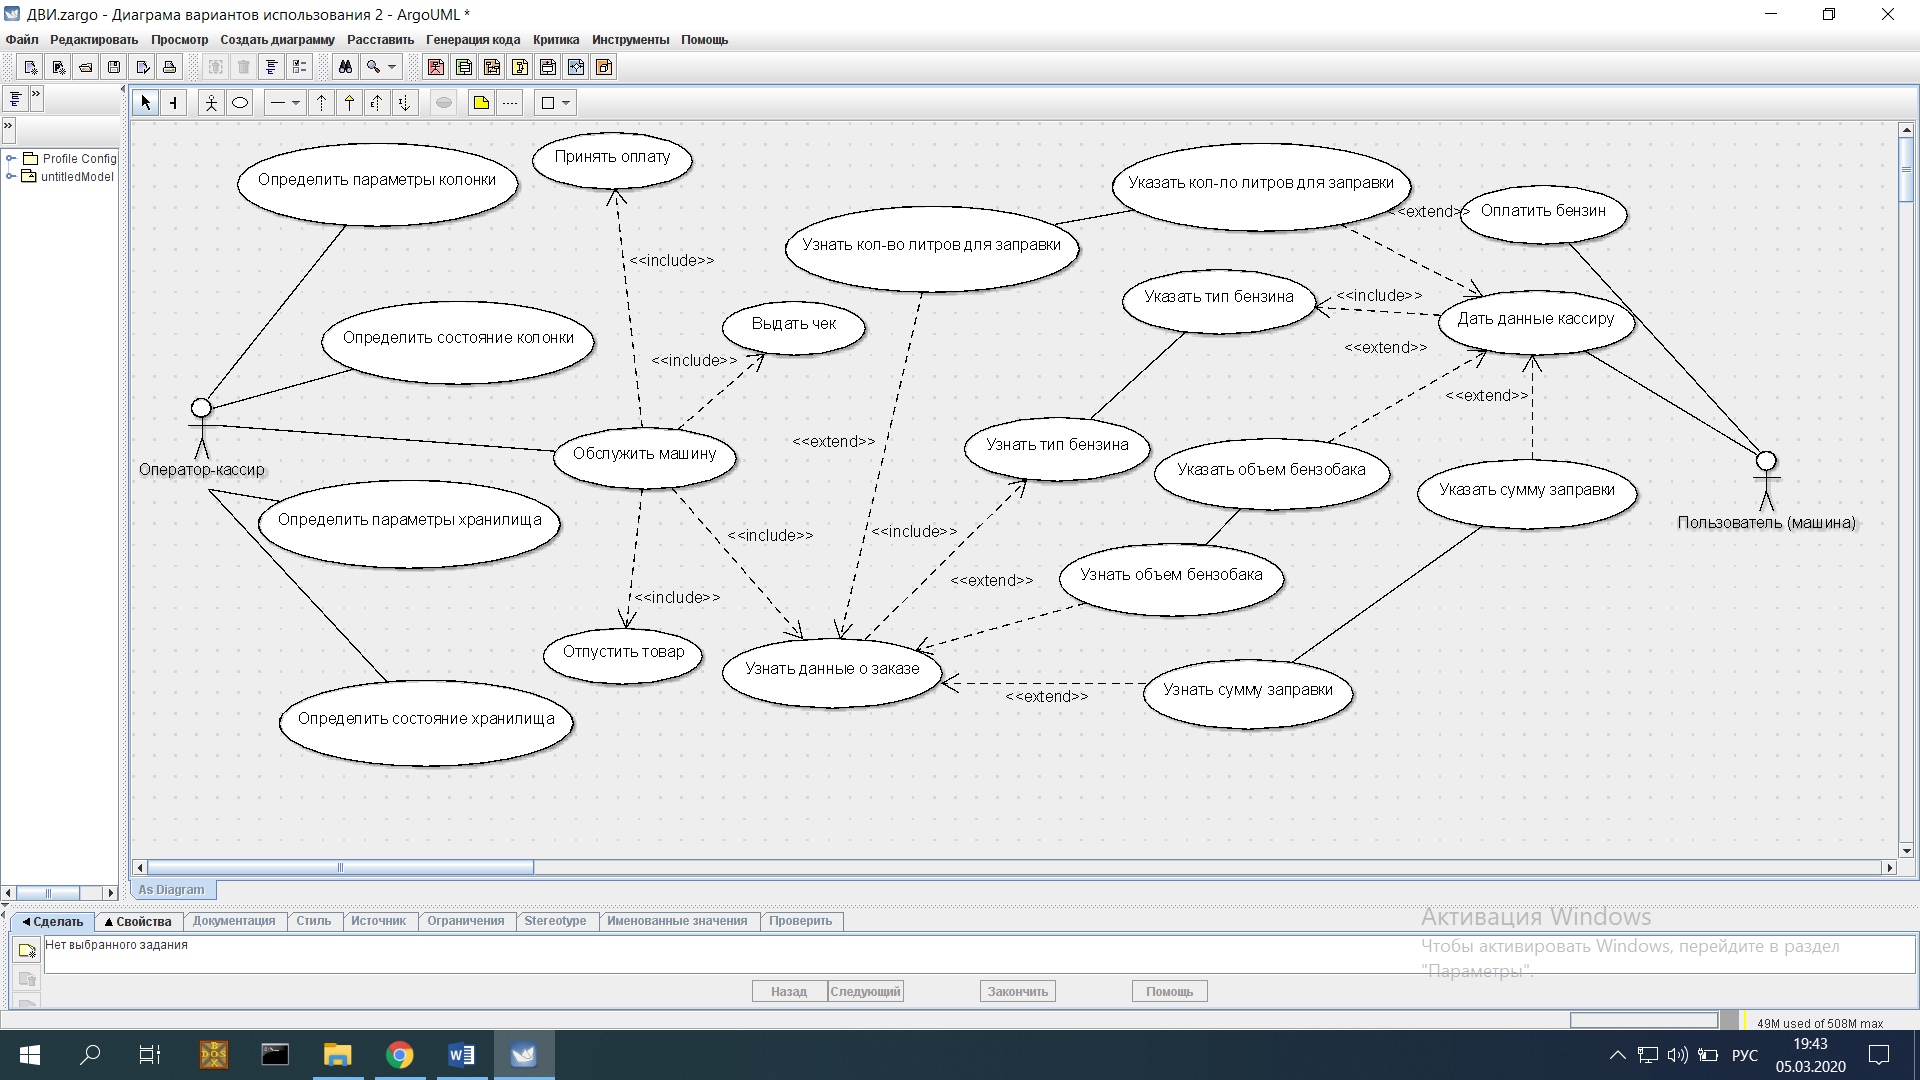 ДВИ.zargo - Диаграма вариантов использования 2 - ArgoUML *
Файл Редактировать Просмотр Создать диаграмму Расставить Генерация кода Критика Инструменты Помощь
Profile Config
untitledModel
Определить параметры колонки
Принять оплату
Указать кол-ло литров для заправки
<<extend>>
Оплатить бензин
Узнать кол-во литров для заправки
<<include>>
Указать тип бензина
<<include>>
Дать данные кассиру
Определить состояние колонки
Выдать чек
<<include>>
<<extend>>
<<extend>>
Обслужить машину
<<extend>>
Узнать тип бензина
Оператор-кассир
Указать объем бензобака
Указать сумму заправки
Пользователь (машина)
Определить параметры хранилища
<<include>>
<<include>>
<<extend>>
Узнать объем бензобака
<<include>>
Отпустить товар
Узнать данные о заказе
<<extend>>
Узнать сумму заправки
Определить состояние хранилища
As Diagram
Сделать Свойства Документация Стиль Источник Ограничения Stereotype Именованные значения Проверить
Нет выбранного задания
Назад Следующий Закончить Помощь
Активация Windows
Чтобы активировать Windows, перейдите в раздел
"Параметры".
49M used of 508M max
BOX
DOS
РУС
19:43
05.03.2020